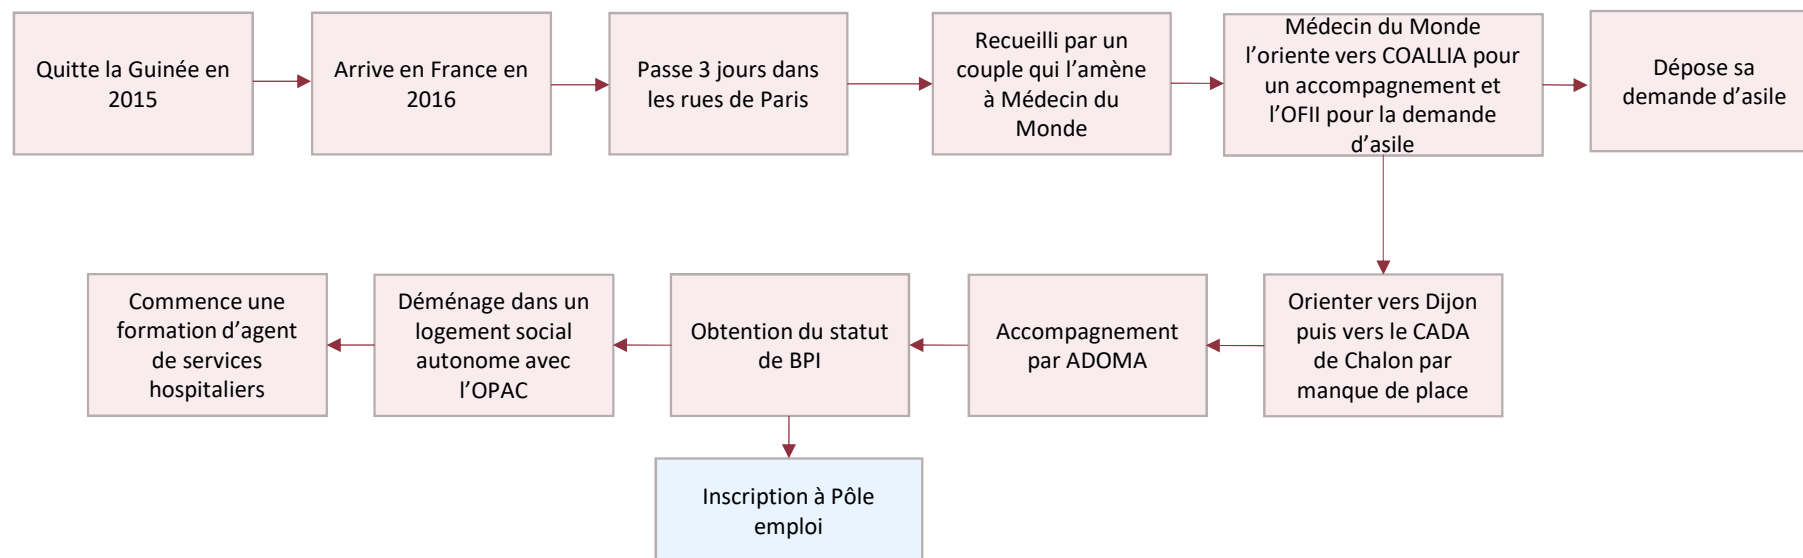 Quitte la Guinée en
2015
Arrive en France en
2016
Passe 3 jours dans
les rues de Paris
Recueilli par un
couple qui l’amène
à Médecin du
Monde
Médecin du Monde
l’oriente vers COALLIA pour
un accompagnement et
l’OFII pour la demande
d’asile
Dépose sa
demande d’asile
Orienter vers Dijon
puis vers le CADA
de Chalon par
manque de place
Accompagnement
par ADOMA
Obtention du statut
de BPI
Déménage dans un
logement social
autonome avec
l’OPAC
Commence une
formation d’agent
de services
hospitaliers
Inscription à Pôle
emploi